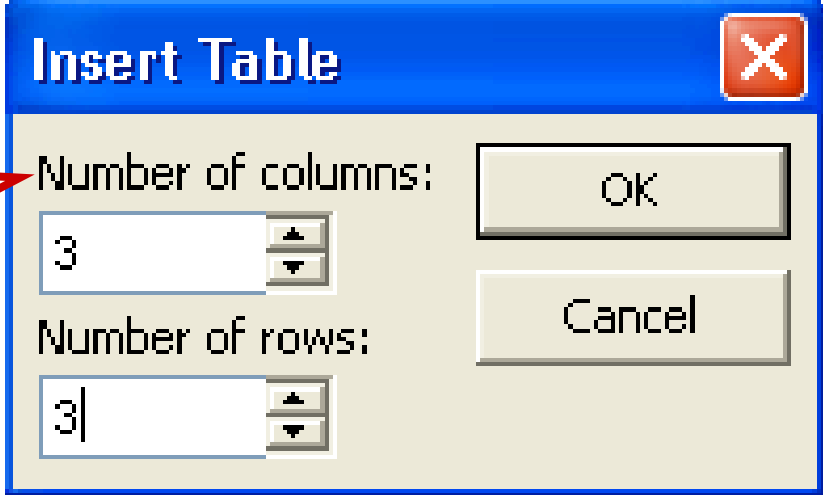 Insert Table
Number of columns:
OK
3
Cancel
Number of rows:
3